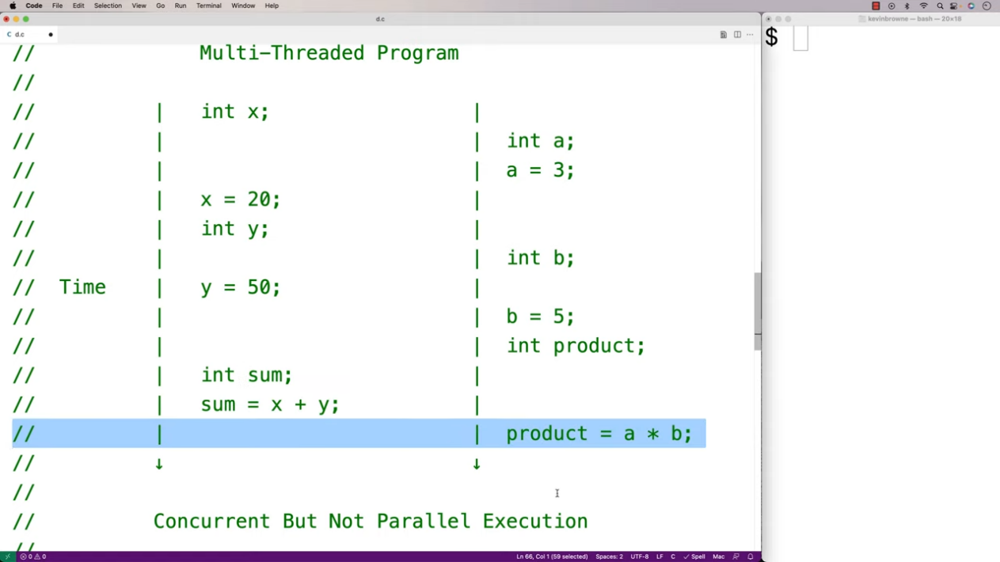 Code File Edit Selection View Go Run Terminal Window Help
d.c
kevinbrowne — bash — 20×18
C d.c ●
$
// Multi-Threaded Program
//
// | int x; |
// | | int a;
// | | a = 3;
// | x = 20; |
// | int y; |
// | | int b;
// Time | y = 50; |
// | | b = 5;
// | | int product;
// | int sum; |
// | sum = x + y; |
// | | product = a * b;
// ↓ ↓
//
// Concurrent But Not Parallel Execution
//
0 0 Ln 66, Col 1 (59 selected) Spaces: 2 UTF-8 LF C Spell Mac